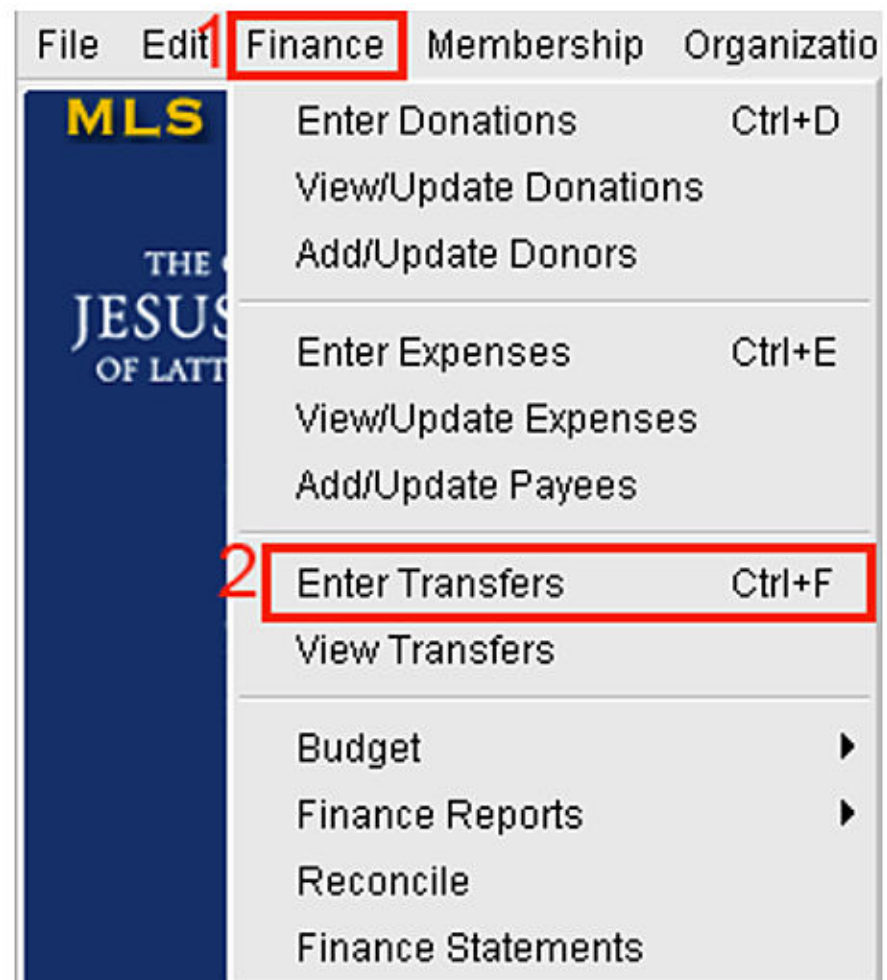 File Edit 1 Finance Membership Organizatio
MLS
THE
JESUS
OF LATT
Enter Donations Ctrl+D
View/Update Donations
Add/Update Donors
Enter Expenses Ctrl+E
View/Update Expenses
Add/Update Payees
2 Enter Transfers Ctrl+F
View Transfers
Budget
Finance Reports
Reconcile
Finance Statements